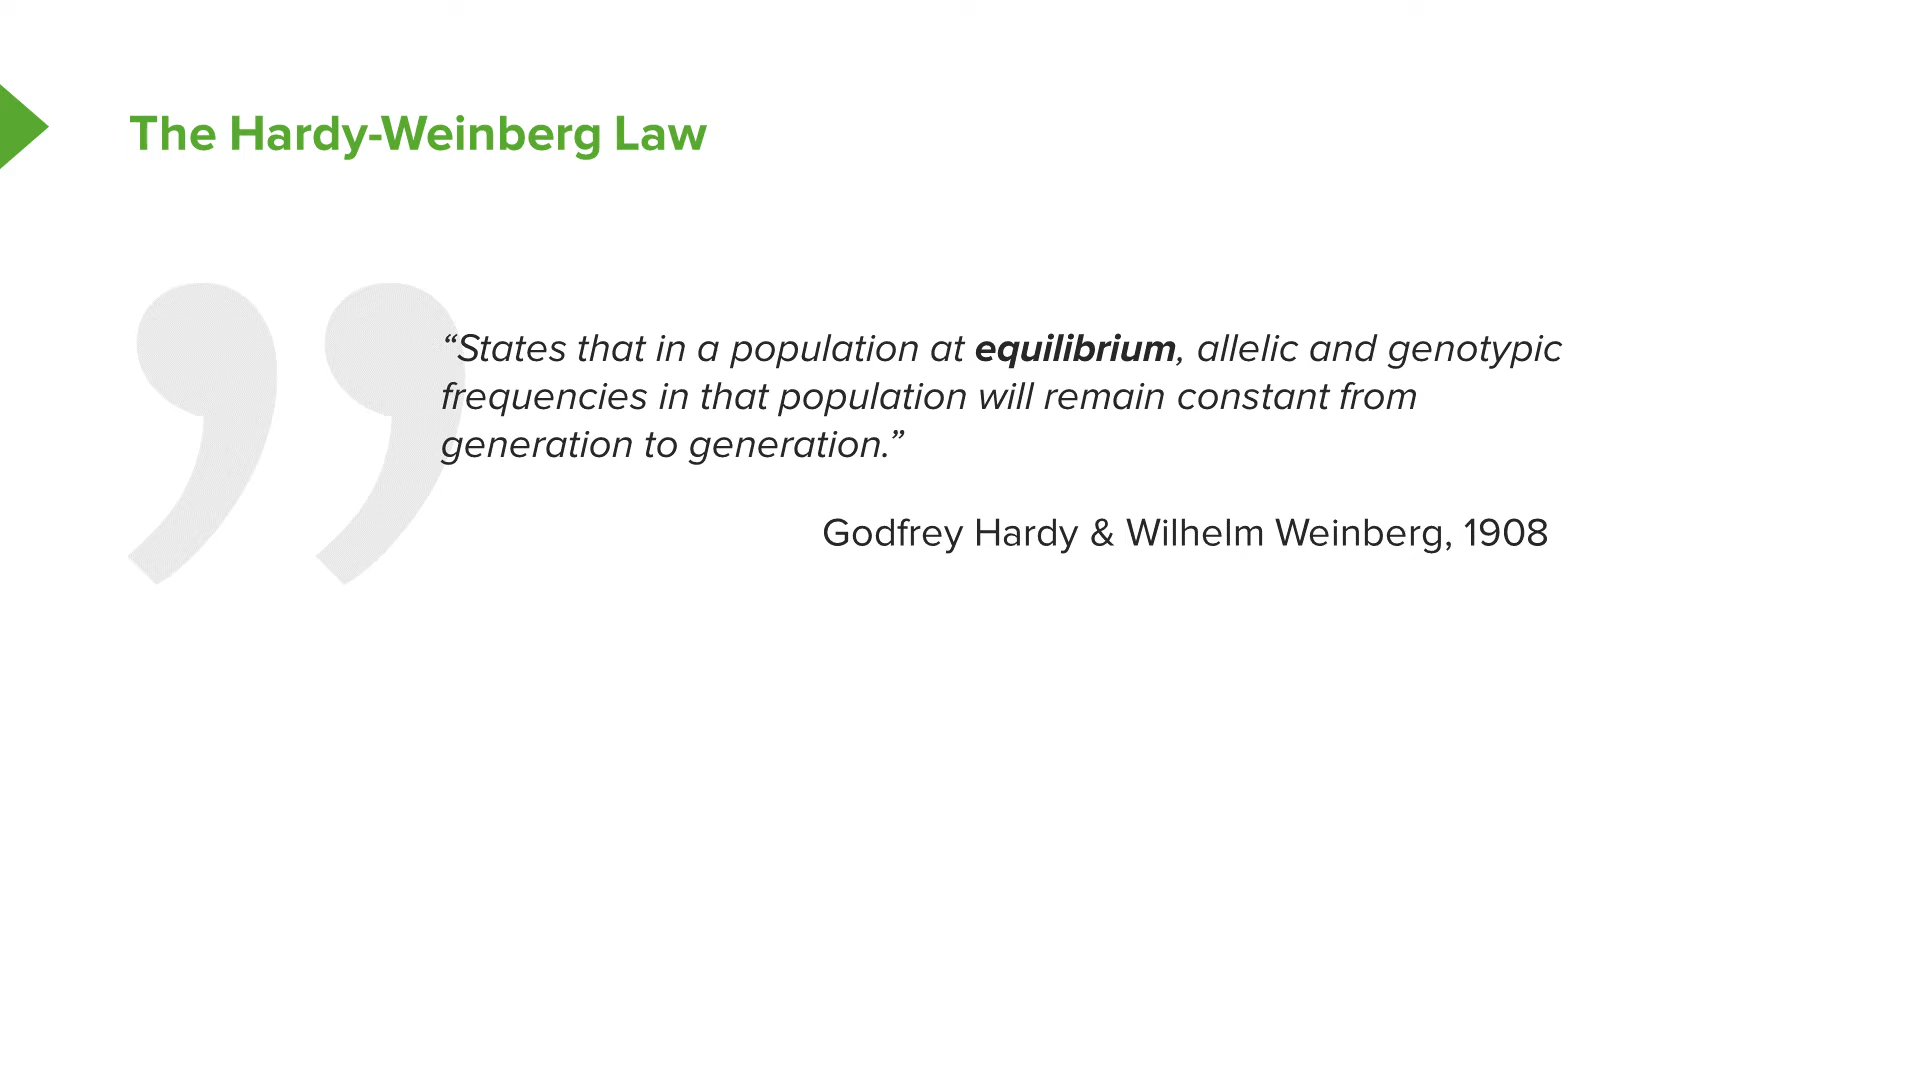 The Hardy-Weinberg Law
“States that in a population at equilibrium, allelic and genotypic
frequencies in that population will remain constant from
generation to generation.”
Godfrey Hardy & Wilhelm Weinberg, 1908